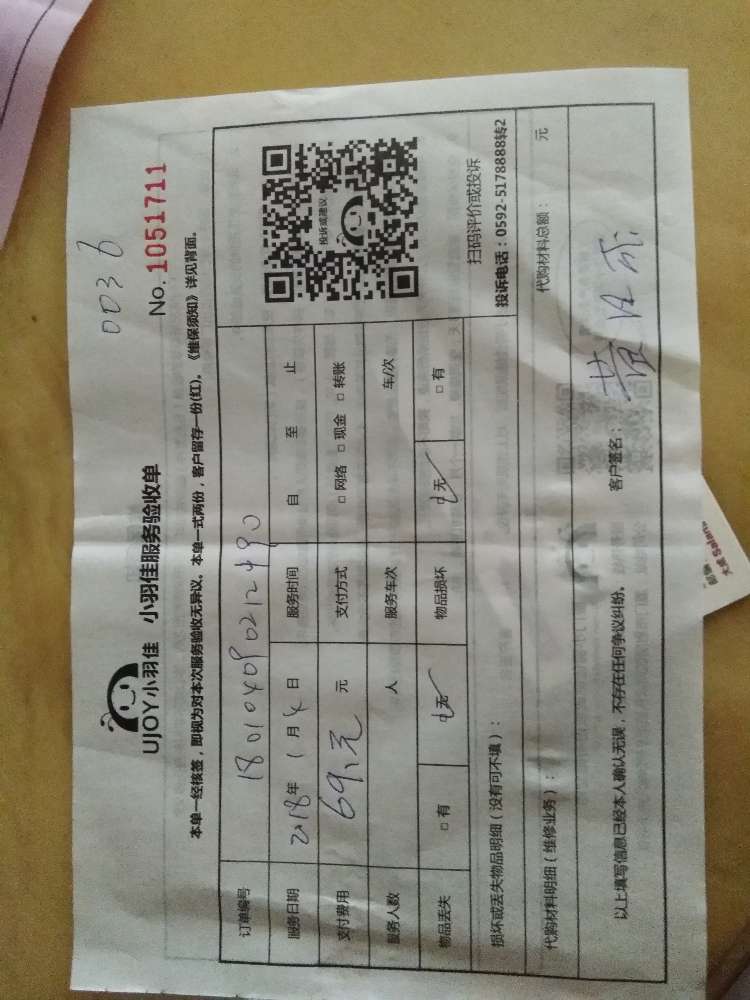 0036
UJOY小羽佳 小羽佳服务验收单
No. 1051711
本单一经核签，即视为对本次服务验收无异议。本单一式两份，客户留存一份(红)。《维保须知》详见背面。
订单编号 180104090212490
服务日期 2018年 1月 4日 服务时间 自 至 止
支付费用 69元 元 支付方式 □ 网络 □ 现金 □ 转账
服务人数 人 服务车次 车/次
物品丢失 □ 有 无 物品损坏 无 □ 有
投诉或建议
扫码评价或投诉
投诉电话：0592-5178888转2
损坏或丢失物品明细（没有可不填）：
代购材料明细（维修业务）： 代购材料总额： 元
以上填写信息已经本人确认无误，不存在任何争议纠纷。 客户签名：
大成